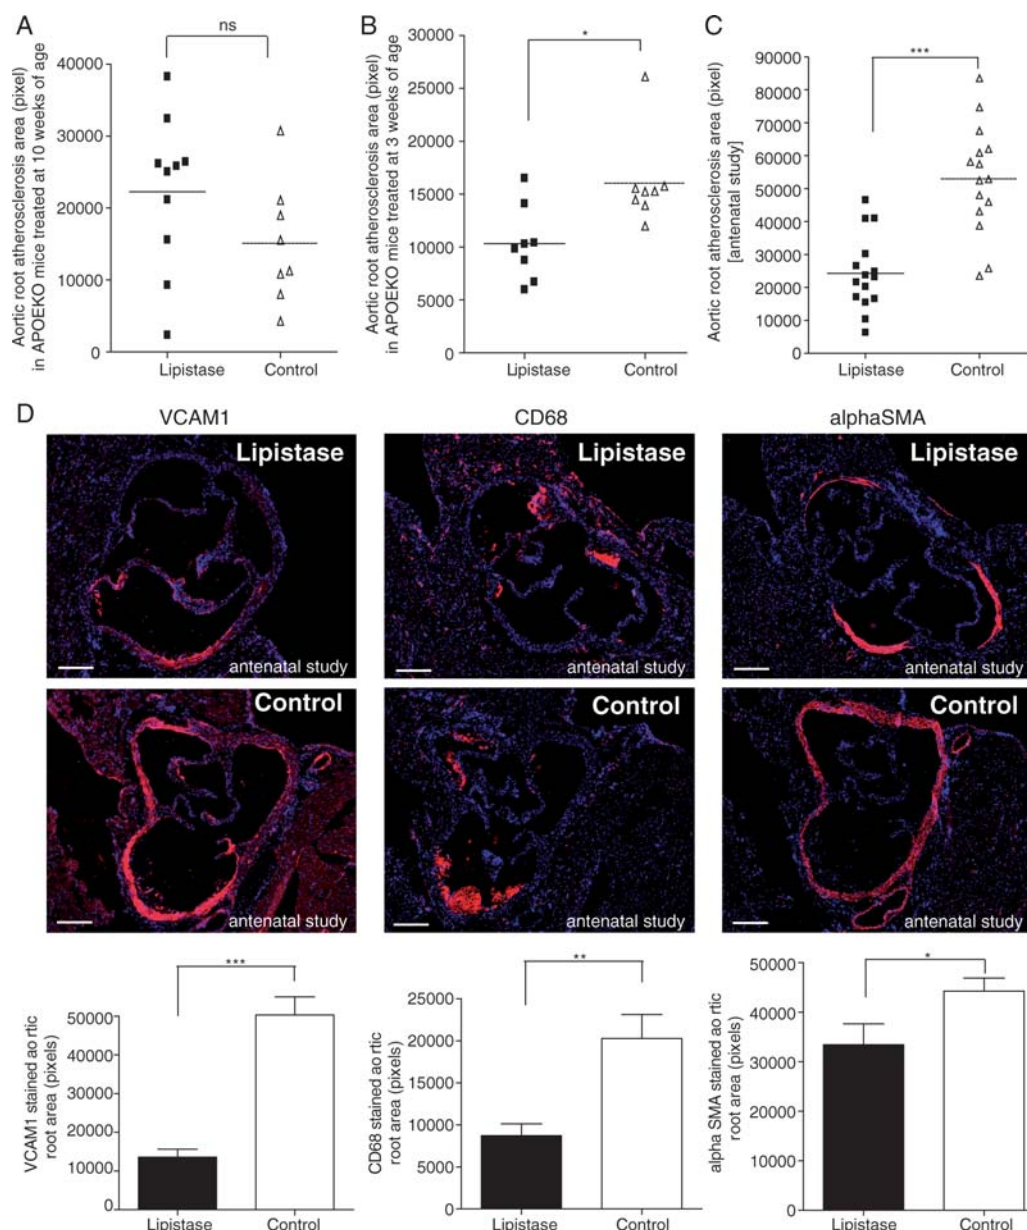 A
ns
Aortic root atherosclerosis area (pixel)
in APOEKO mice treated at 10 weeks of age
40000
30000
20000
10000
0
Lipistase
Control
B
*
Aortic root atherosclerosis area (pixel)
in APOEKO mice treated at 3 weeks of age
30000
25000
20000
15000
10000
5000
0
Lipistase
Control
C
***
Aortic root atherosclerosis area (pixel)
[antenatal study]
90000
80000
70000
60000
50000
40000
30000
20000
10000
0
Lipistase
Control
D
VCAM1
CD68
alphaSMA
Lipistase
antenatal study
Lipistase
antenatal study
Lipistase
antenatal study
Control
antenatal study
Control
antenatal study
Control
antenatal study
***
VCAM1 stained ao rtic
root area (pixels)
50000
40000
30000
20000
10000
0
Lipistase
Control
**
CD68 stained ao rtic
root area (pixels)
25000
20000
15000
10000
5000
0
Lipistase
Control
*
alpha SMA stained ao rtic
root area (pixels)
50000
40000
30000
20000
10000
0
Lipistase
Control